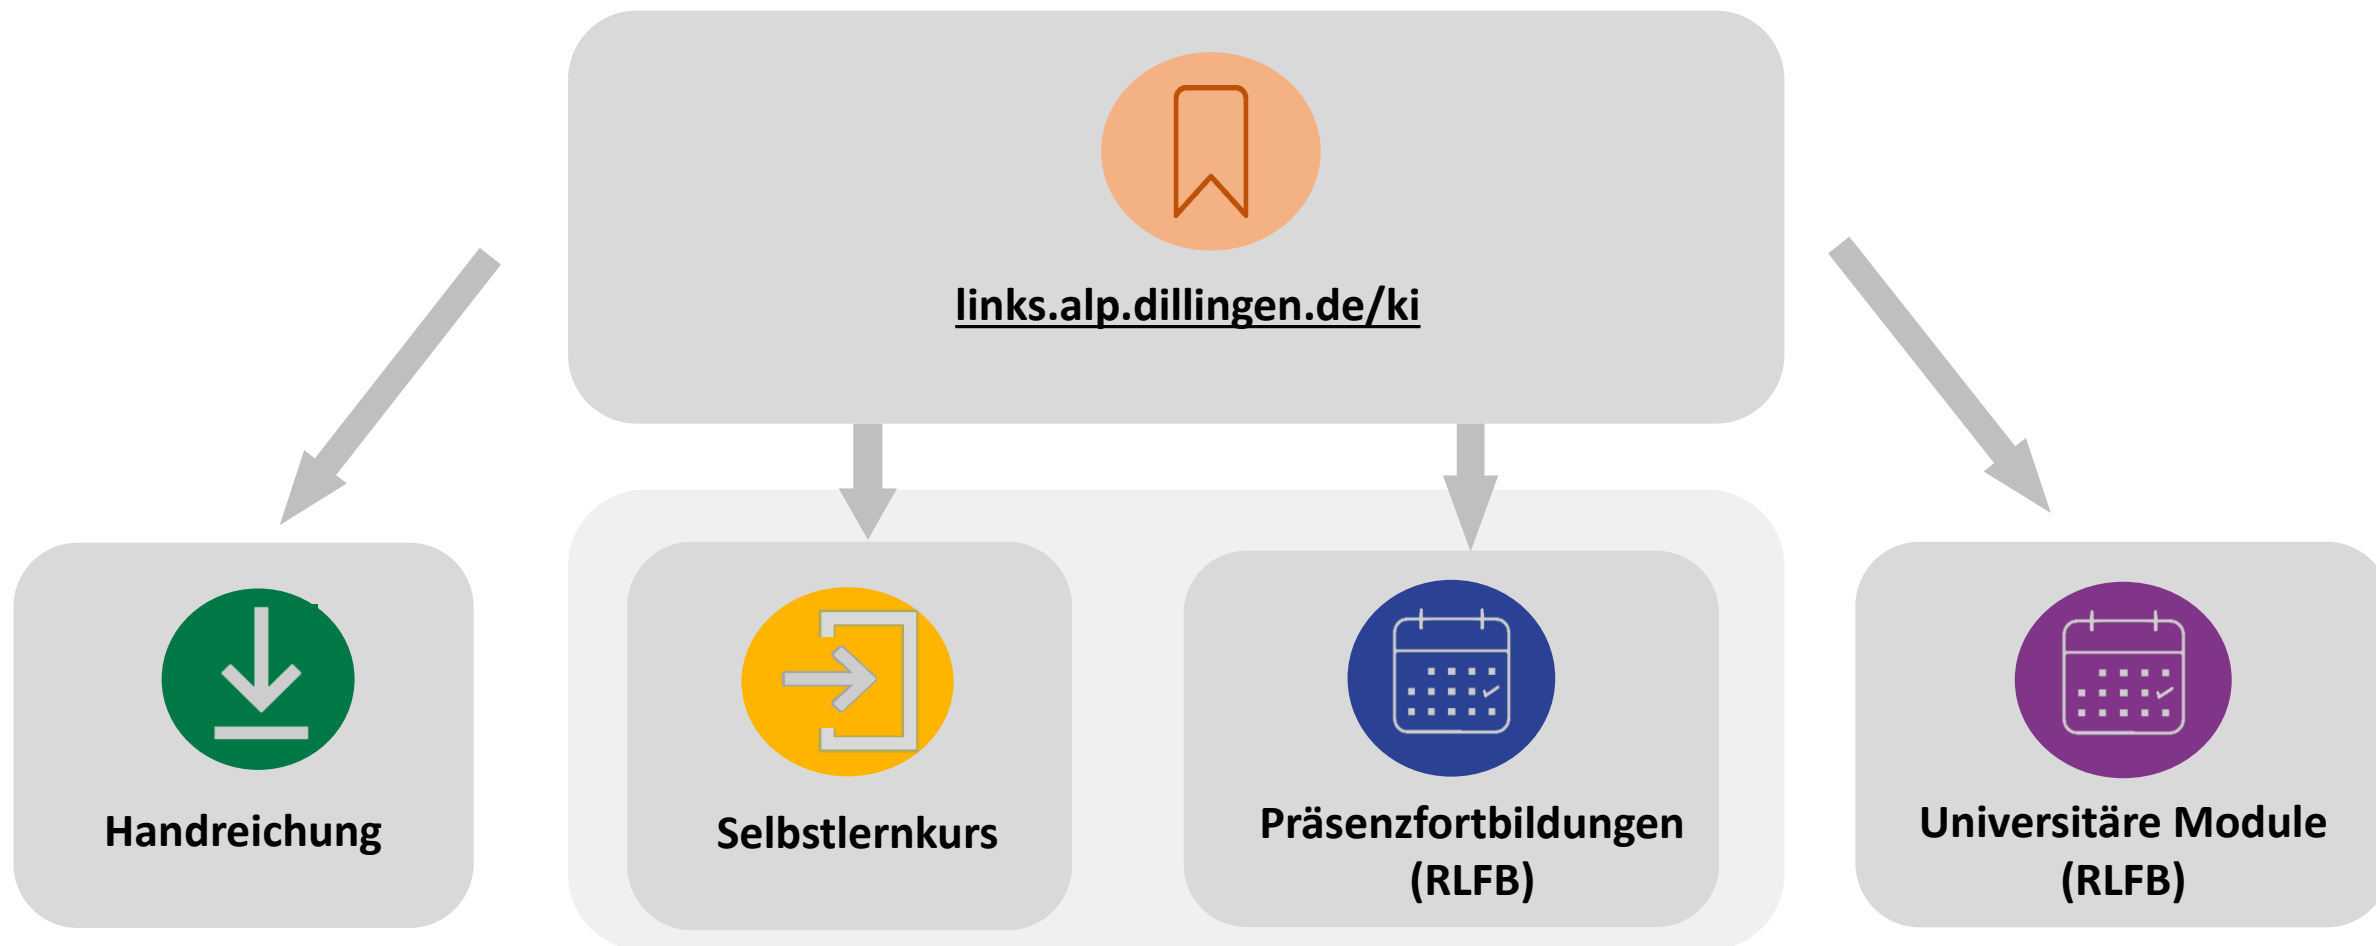 links.alp.dillingen.de/ki
Handreichung
Selbstlernkurs
Präsenzfortbildungen
(RLFB)
Universitäre Module
(RLFB)